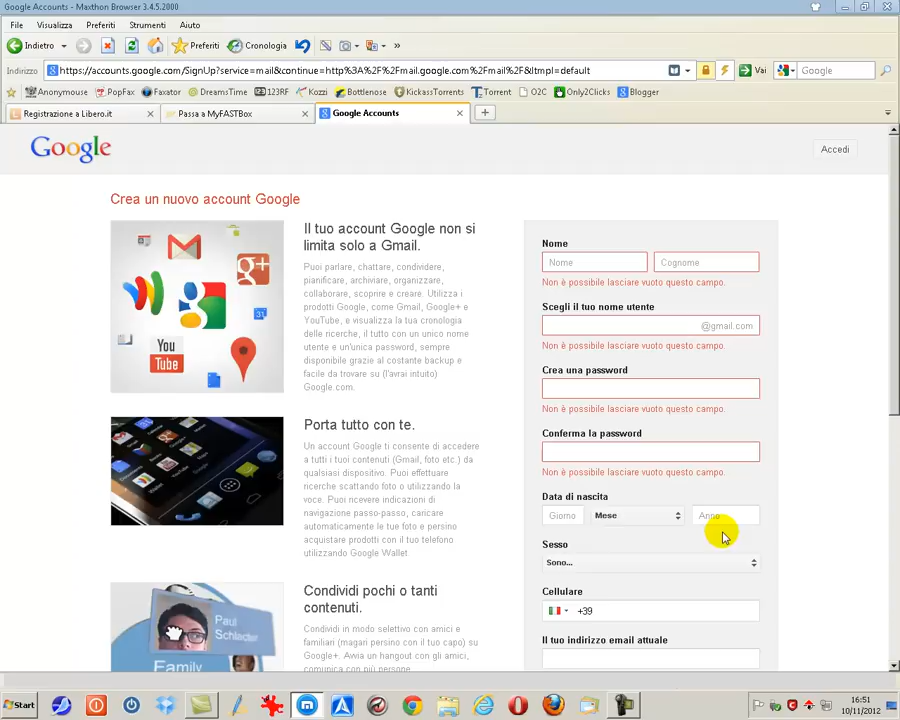 Google Accounts - Maxthon Browser 3.4.5.2000
File Visualizza Preferiti Strumenti Aiuto
Indietro Preferiti Cronologia »
Indirizzo https://accounts.google.com/SignUp?service=mail&continue=http%3A%2F%2Fmail.google.com%2Fmail%2F&ltmpl=default Vai Google
Anonymouse PopFax Faxator DreamsTime 123RF Kozzi Bottlenose KickassTorrents Torrent O2C Only2Clicks Blogger
Registrazione a Libero.it Passa a MyFASTBox Google Accounts
Google Accedi
Crea un nuovo account Google
Il tuo account Google non si
limita solo a Gmail.
Puoi parlare, chattare, condividere,
pianificare, archiviare, organizzare,
collaborare, scoprire e creare. Utilizza i
prodotti Google, come Gmail, Google+ e
YouTube, e visualizza la tua cronologia
delle ricerche, il tutto con un unico nome
utente e un'unica password, sempre
disponibile grazie al costante backup e
facile da trovare su (l'avrai intuito)
Google.com.
You
Tube
g+
31
Porta tutto con te.
Un account Google ti consente di accedere
a tutti i tuoi contenuti (Gmail, foto etc.) da
qualsiasi dispositivo. Puoi effettuare
ricerche scattando foto o utilizzando la
voce. Puoi ricevere indicazioni di
navigazione passo-passo, caricare
automaticamente le tue foto e persino
acquistare prodotti con il tuo telefono
utilizzando Google Wallet.
Condividi pochi o tanti
contenuti.
Condividi in modo selettivo con amici e
familiari (magari persino con il tuo capo) su
Google+. Avvia un hangout con gli amici,
comunica con più persone
Paul
Schlacter
Family
Nome
Nome Cognome
Non è possibile lasciare vuoto questo campo.
Scegli il tuo nome utente
@gmail.com
Non è possibile lasciare vuoto questo campo.
Crea una password
Non è possibile lasciare vuoto questo campo.
Conferma la password
Non è possibile lasciare vuoto questo campo.
Data di nascita
Giorno Mese Anno
Sesso
Sono...
Cellulare
+39
Il tuo indirizzo email attuale
Start
16:51
10/11/2012